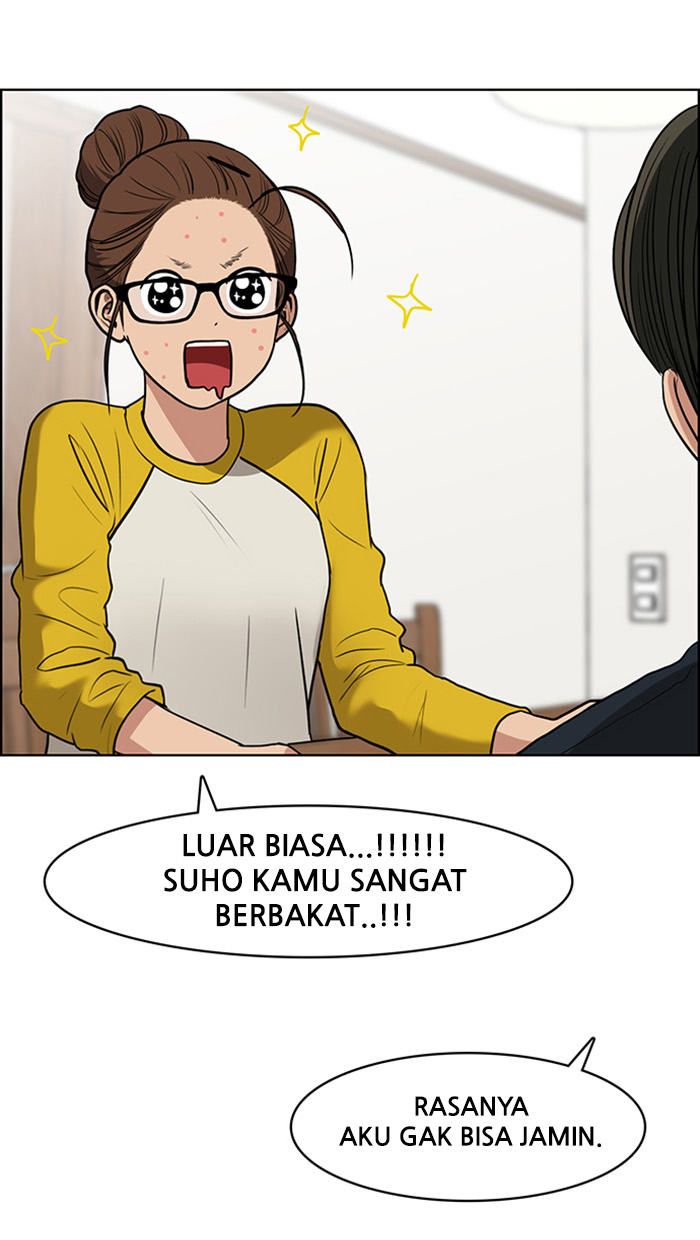 LUAR BIASA...!!!!!!
SUHO KAMU SANGAT
BERBAKAT..!!!
RASANYA
AKU GAK BISA JAMIN.